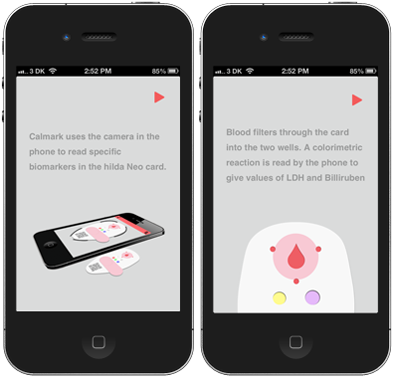 3 DK 2:52 PM 85%
Calmark uses the camera in the
phone to read specific
biomarkers in the hilda Neo card.
3 DK 2:52 PM 85%
Blood filters through the card
into the two wells. A colorimetric
reaction is read by the phone to
give values of LDH and Billiruben